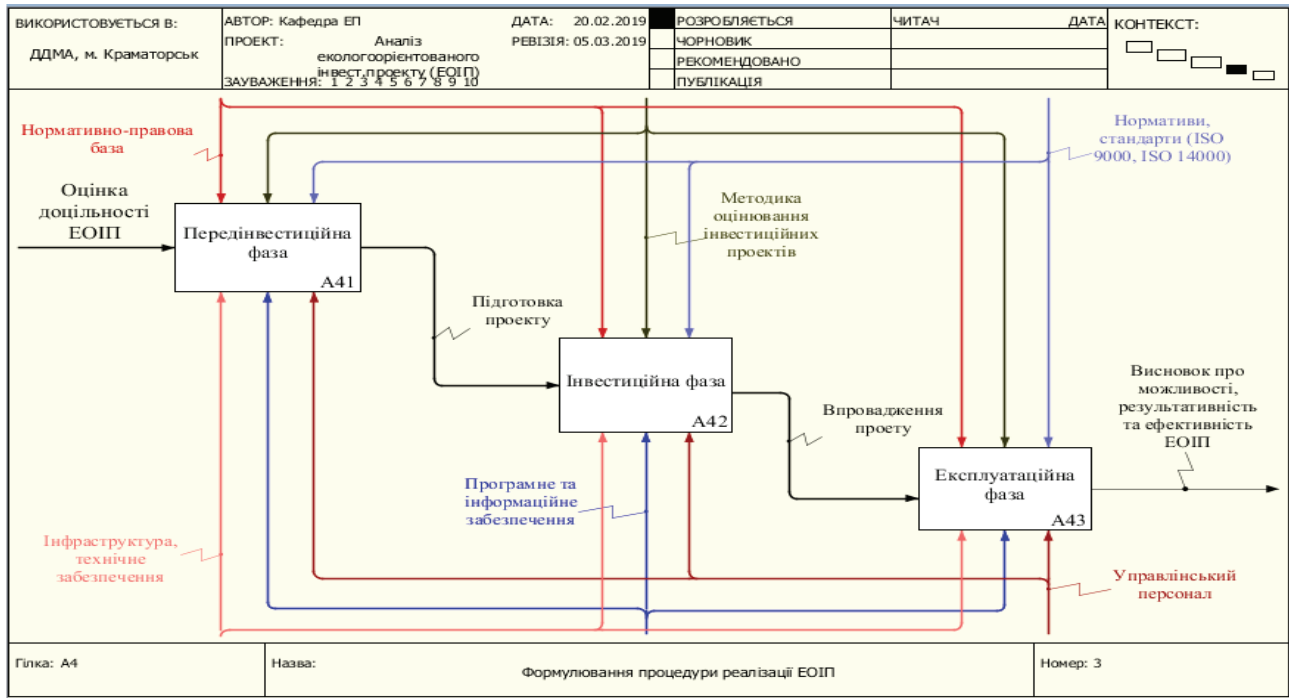 ВИКОРИСТОВУЄТЬСЯ В:
ДДМА, м. Краматорськ
АВТОР: Кафедра ЕП
ДАТА: 20.02.2019
ПРОЕКТ: Аналіз
екологоорієнтованого
інвест.проекту (ЕОІП)
РЕВІЗІЯ: 05.03.2019
ЗАУВАЖЕННЯ: 1 2 3 4 5 6 7 8 9 10
РОЗРОБЛЯЄТЬСЯ
ЧОРНОВИК
РЕКОМЕНДОВАНО
ПУБЛІКАЦІЯ
ЧИТАЧ
ДАТА
КОНТЕКСТ:
Нормативно-правова
база
Нормативи,
стандарти (ISO
9000, ISO 14000)
Оцінка
доцільності
ЕОІП
Передінвестиційна
фаза
А41
Методика
оцінювання
інвестиційних
проектів
Підготовка
проекту
Інвестиційна фаза
А42
Впровадження
проету
Висновок про
можливості,
результативність
та ефективність
ЕОІП
Експлуатаційна
фаза
А43
Програмне та
інформаційне
забезпечення
Інфраструктура,
технічне
забезпечення
Управлінський
персонал
Гілка: А4
Назва:
Формулювання процедури реалізації ЕОІП
Номер: 3